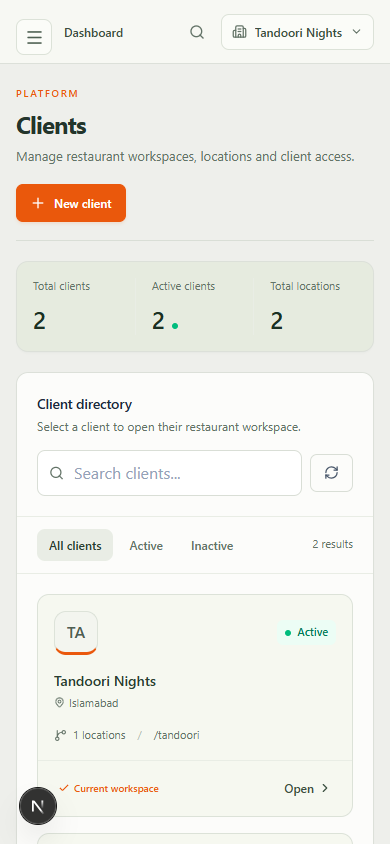 Dashboard
Tandoori Nights
PLATFORM
Clients
Manage restaurant workspaces, locations and client access.
New client
Total clients
Active clients
Total locations
2
2
2
Client directory
Select a client to open their restaurant workspace.
Search clients...
All clients
Active
Inactive
2 results
TA
Active
Tandoori Nights
Islamabad
1 locations / /tandoori
Current workspace
Open
N